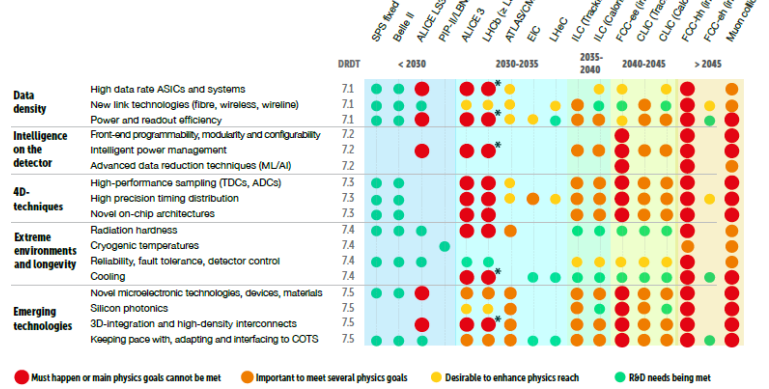 SPS fixed
Belle II
ALICE LS3
PIP-II/LBN
ALICE 3
LHCb (≥ L
ATLAS/CM
EIC
LHeC
ILC (Tracki
ILC (Calori
FCC-ee (In
CLIC (Trac
CLIC (Calo
FCC-hh (In
FCC-eh (In
Muon colli
DRDT < 2030 2030-2035 2035-2040 2040-2045 > 2045
Data density
High data rate ASICs and systems 7.1 *
New link technologies (fibre, wireless, wireline) 7.1
Power and readout efficiency 7.1 *
Intelligence on the detector
Front-end programmability, modularity and configurability 7.2
Intelligent power management 7.2 *
Advanced data reduction techniques (ML/AI) 7.2
4D-techniques
High-performance sampling (TDCs, ADCs) 7.3
High precision timing distribution 7.3
Novel on-chip architectures 7.3
Extreme environments and longevity
Radiation hardness 7.4
Cryogenic temperatures 7.4
Reliability, fault tolerance, detector control 7.4
Cooling 7.4 *
Emerging technologies
Novel microelectronic technologies, devices, materials 7.5
Silicon photonics 7.5
3D-integration and high-density interconnects 7.5 *
Keeping pace with, adapting and interfacing to COTS 7.5
Must happen or main physics goals cannot be met Important to meet several physics goals Desirable to enhance physics reach R&D needs being met